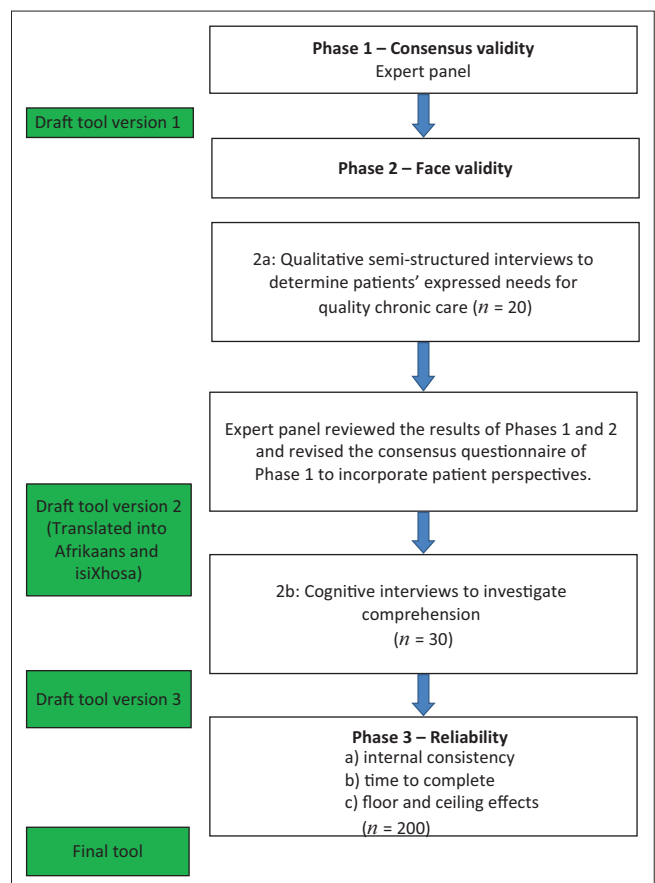 Phase 1 – Consensus validity
Expert panel
Draft tool version 1
Phase 2 – Face validity
2a: Qualitative semi-structured interviews to
determine patients’ expressed needs for
quality chronic care (n = 20)
Expert panel reviewed the results of Phases 1 and 2
and revised the consensus questionnaire of
Phase 1 to incorporate patient perspectives.
Draft tool version 2
(Translated into
Afrikaans and
isiXhosa)
2b: Cognitive interviews to investigate
comprehension
(n = 30)
Draft tool version 3
Phase 3 – Reliability
a) internal consistency
b) time to complete
c) floor and ceiling effects
(n = 200)
Final tool